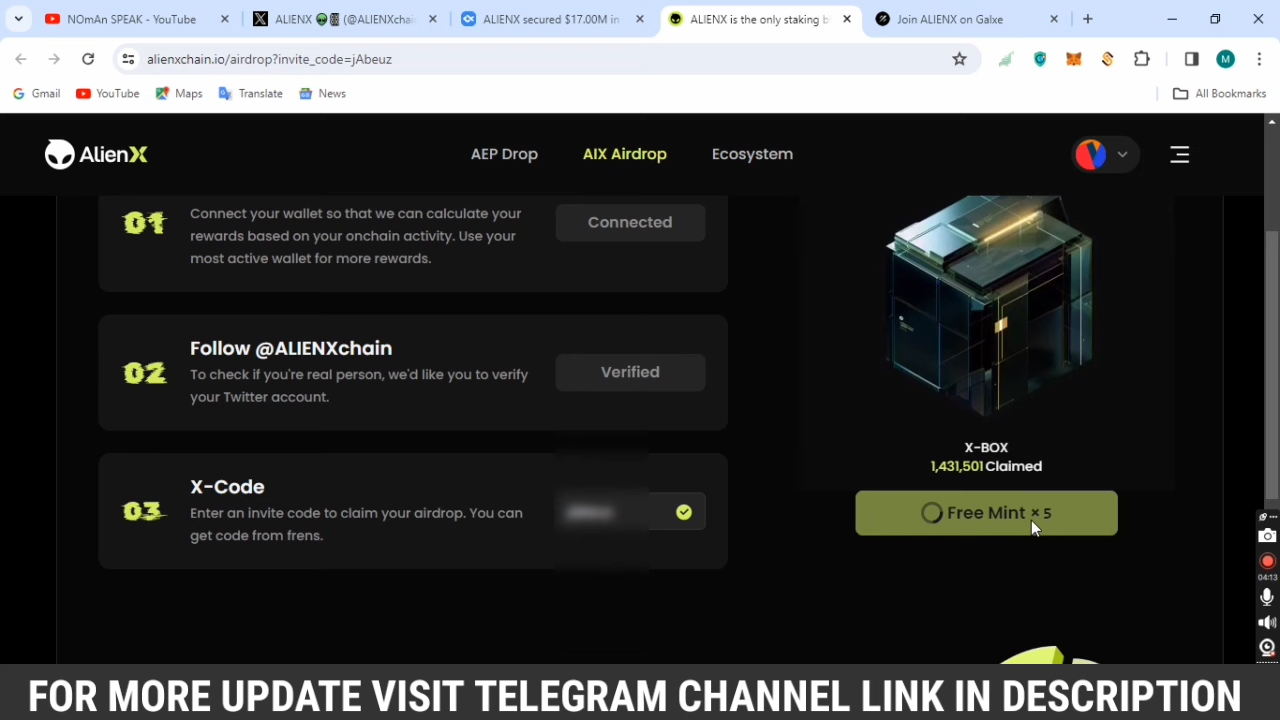 NOmAn SPEAK - YouTube
ALIENX (@ALIENXchain
ALIENX secured $17.00M in
ALIENX is the only staking b
Join ALIENX on Galxe
alienxchain.io/airdrop?invite_code=jAbeuz
M
Gmail
YouTube
Maps
Translate
News
All Bookmarks
AlienX
AEP Drop
AIX Airdrop
Ecosystem
01
Connect your wallet so that we can calculate your
rewards based on your onchain activity. Use your
most active wallet for more rewards.
Connected
02
Follow @ALIENXchain
To check if you're real person, we'd like you to verify
your Twitter account.
Verified
03
X-Code
Enter an invite code to claim your airdrop. You can
get code from frens.
X-BOX
1,431,501 Claimed
Free Mint × 5
04:13
FOR MORE UPDATE VISIT TELEGRAM CHANNEL LINK IN DESCRIPTION